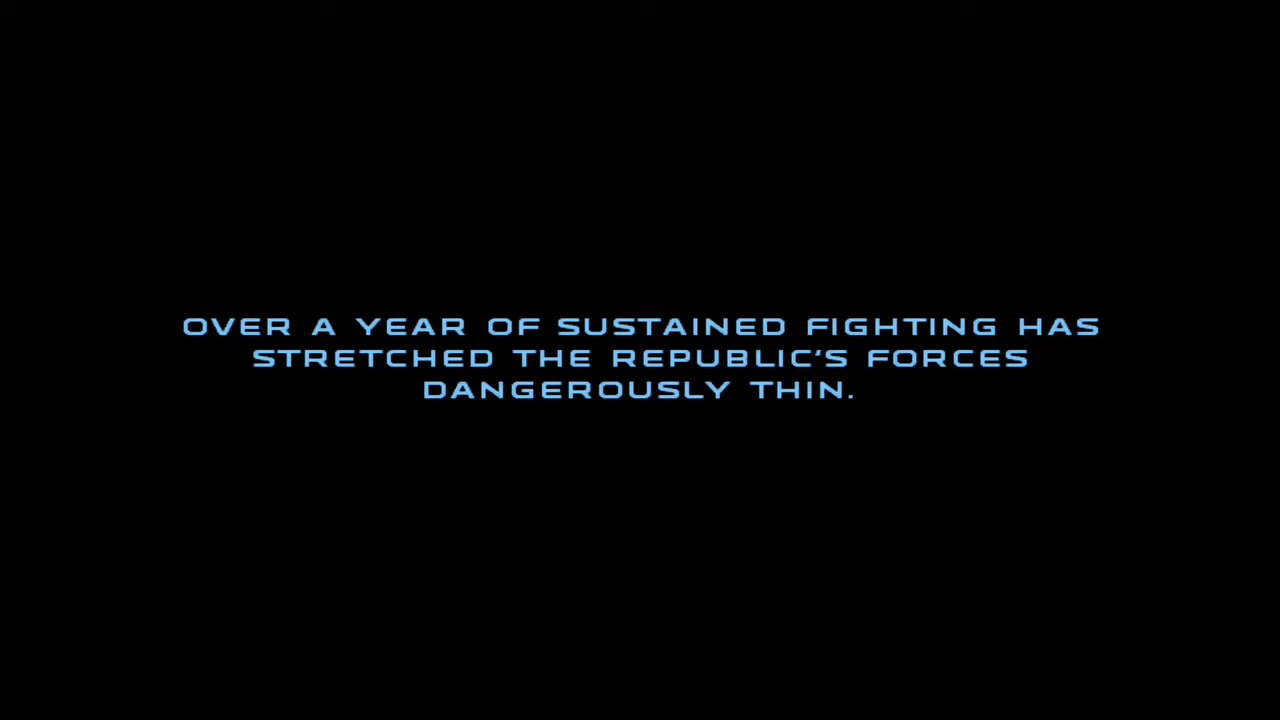 OVER A YEAR OF SUSTAINED FIGHTING HAS
STRETCHED THE REPUBLIC'S FORCES
DANGEROUSLY THIN.